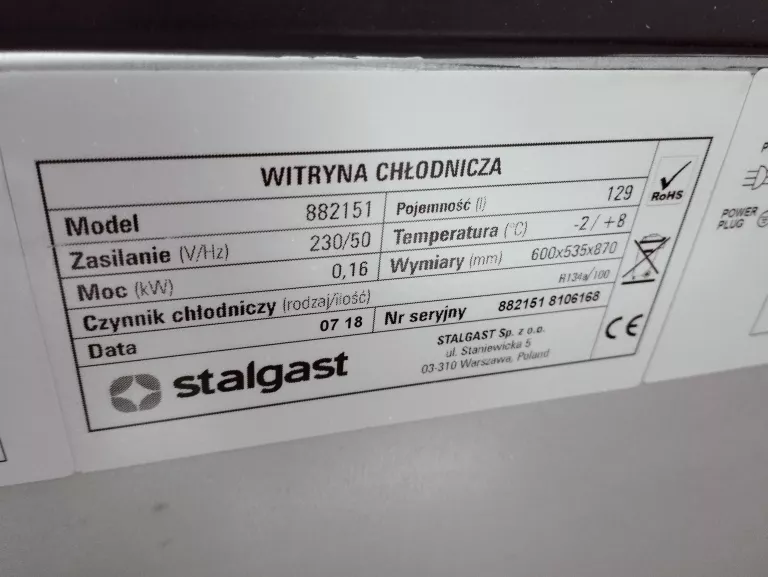 WITRYNA CHŁODNICZA
Model 882151 Pojemność (l) 129
Zasilanie (V/Hz) 230/50 Temperatura (°C) -2 / +8
Moc (kW) 0,16 Wymiary (mm) 600x535x870
Czynnik chłodniczy (rodzaj/ilość) R134a/100
Data 07 18 Nr seryjny 882151 8106168
STALGAST Sp. z o.o.
ul. Staniewicka 5
03-310 Warszawa, Poland
stalgast
RoHS
CE
POWER
PLUG